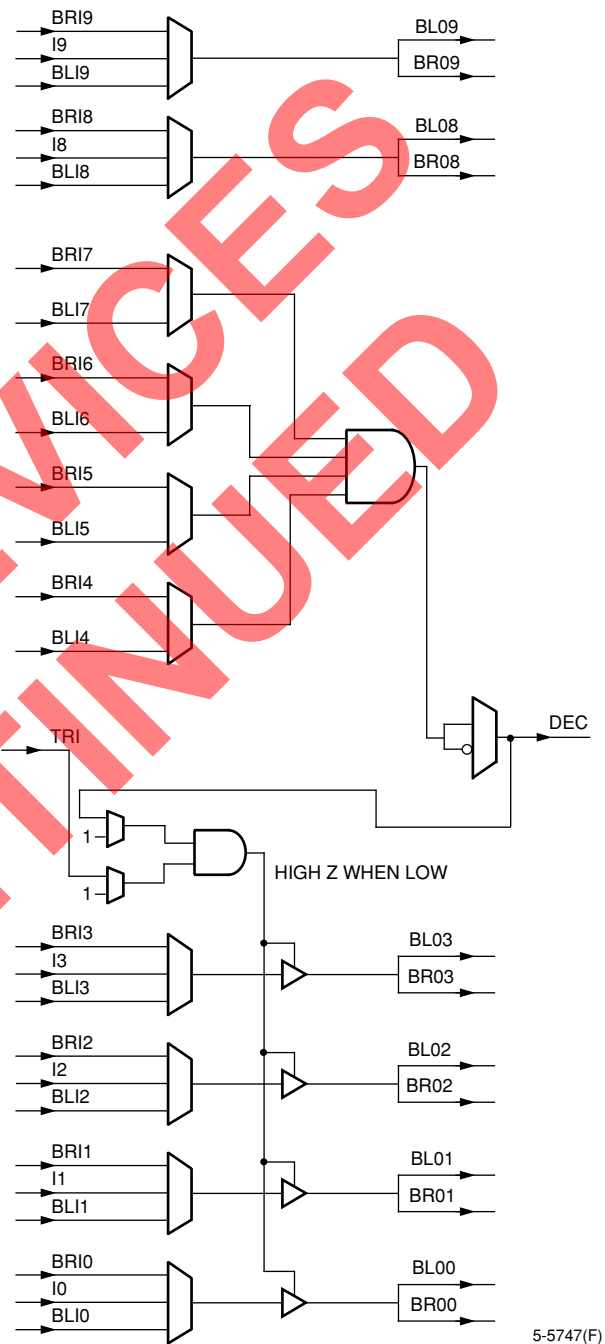 BRI9
I9
BLI9
BL09
BR09
BRI8
I8
BLI8
BL08
BR08
BRI7
BLI7
BRI6
BLI6
BRI5
BLI5
BRI4
BLI4
TRI
DEC
1
1
HIGH Z WHEN LOW
BRI3
I3
BLI3
BL03
BR03
BRI2
I2
BLI2
BL02
BR02
BRI1
I1
BLI1
BL01
BR01
BRI0
I0
BLI0
BL00
BR00
5-5747(F)
VICES
TINUED